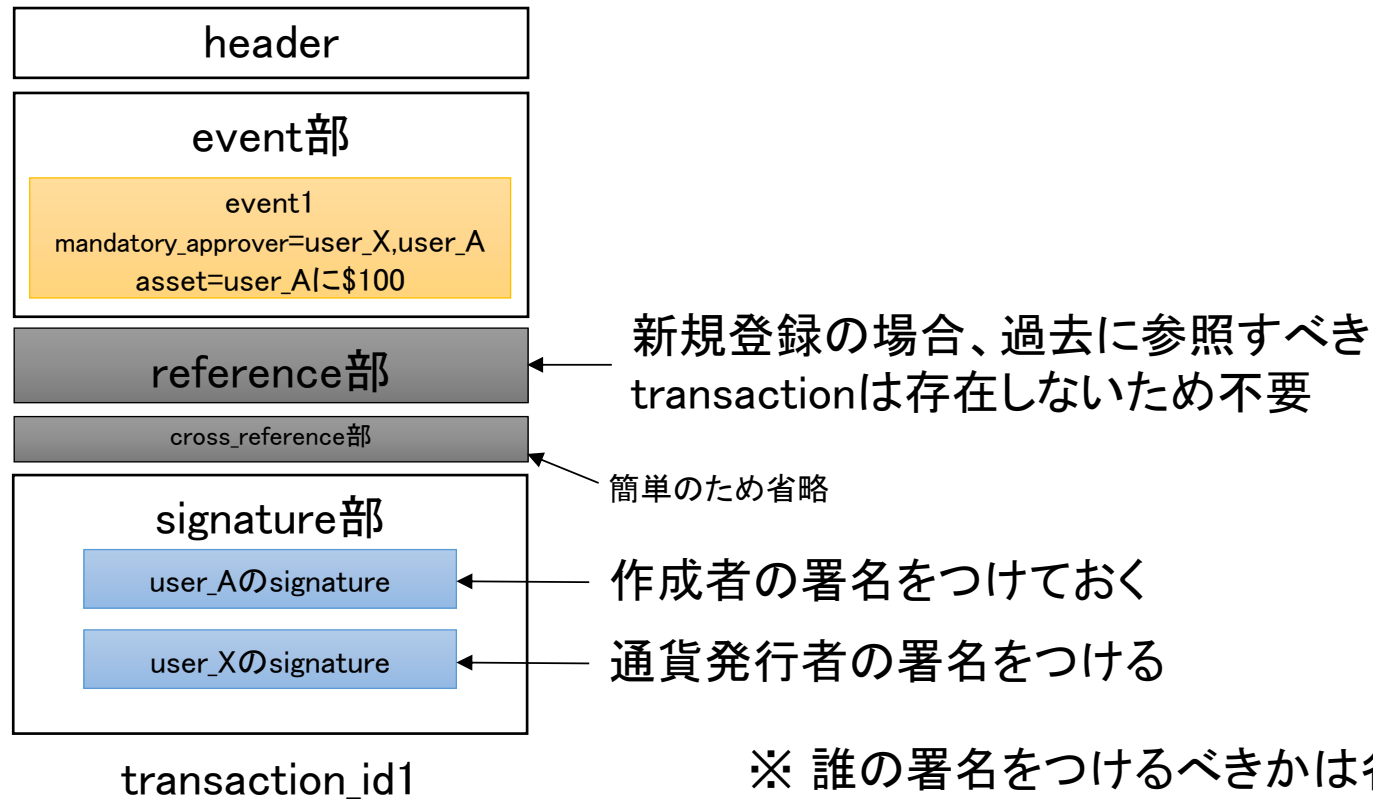 header
event部
event1
mandatory_approver=user_X,user_A
asset=user_Aに$100
reference部
新規登録の場合、過去に参照すべき
transactionは存在しないため不要
cross_reference部
簡単のため省略
signature部
user_Aのsignature
作成者の署名をつけておく
user_Xのsignature
通貨発行者の署名をつける
※ 誰の署名をつけるべきかは
transaction_id1